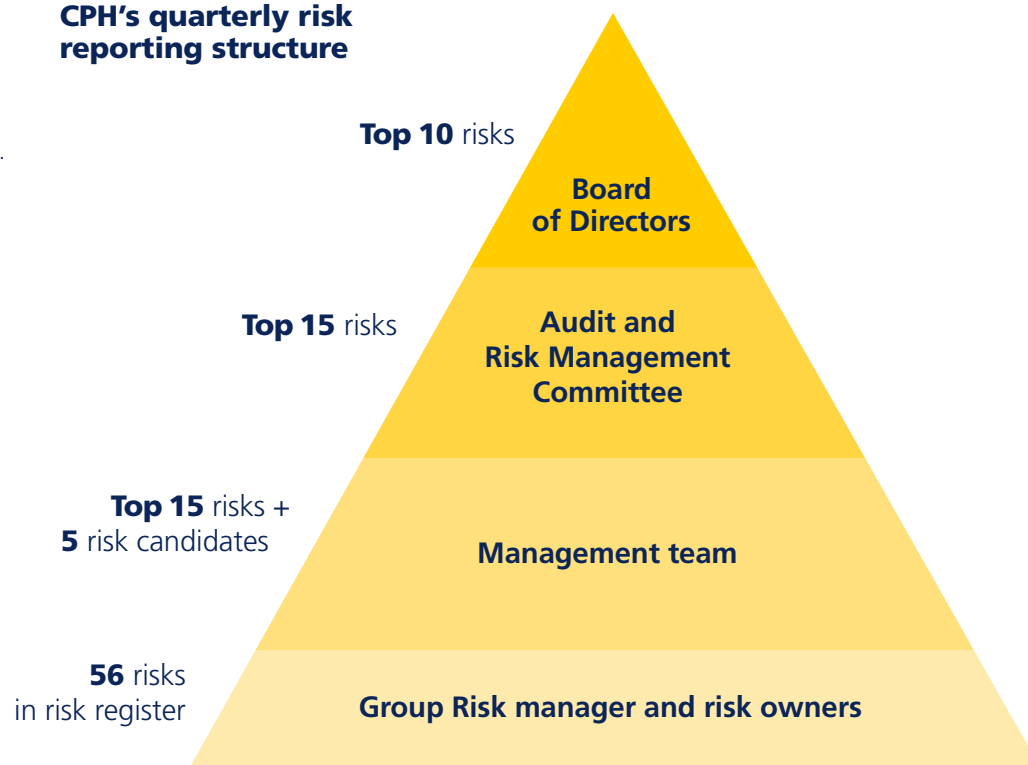 CPH's quarterly risk
reporting structure
Top 10 risks
Board
of Directors
Top 15 risks
Audit and
Risk Management
Committee
Top 15 risks +
5 risk candidates
Management team
56 risks
in risk register
Group Risk manager and risk owners